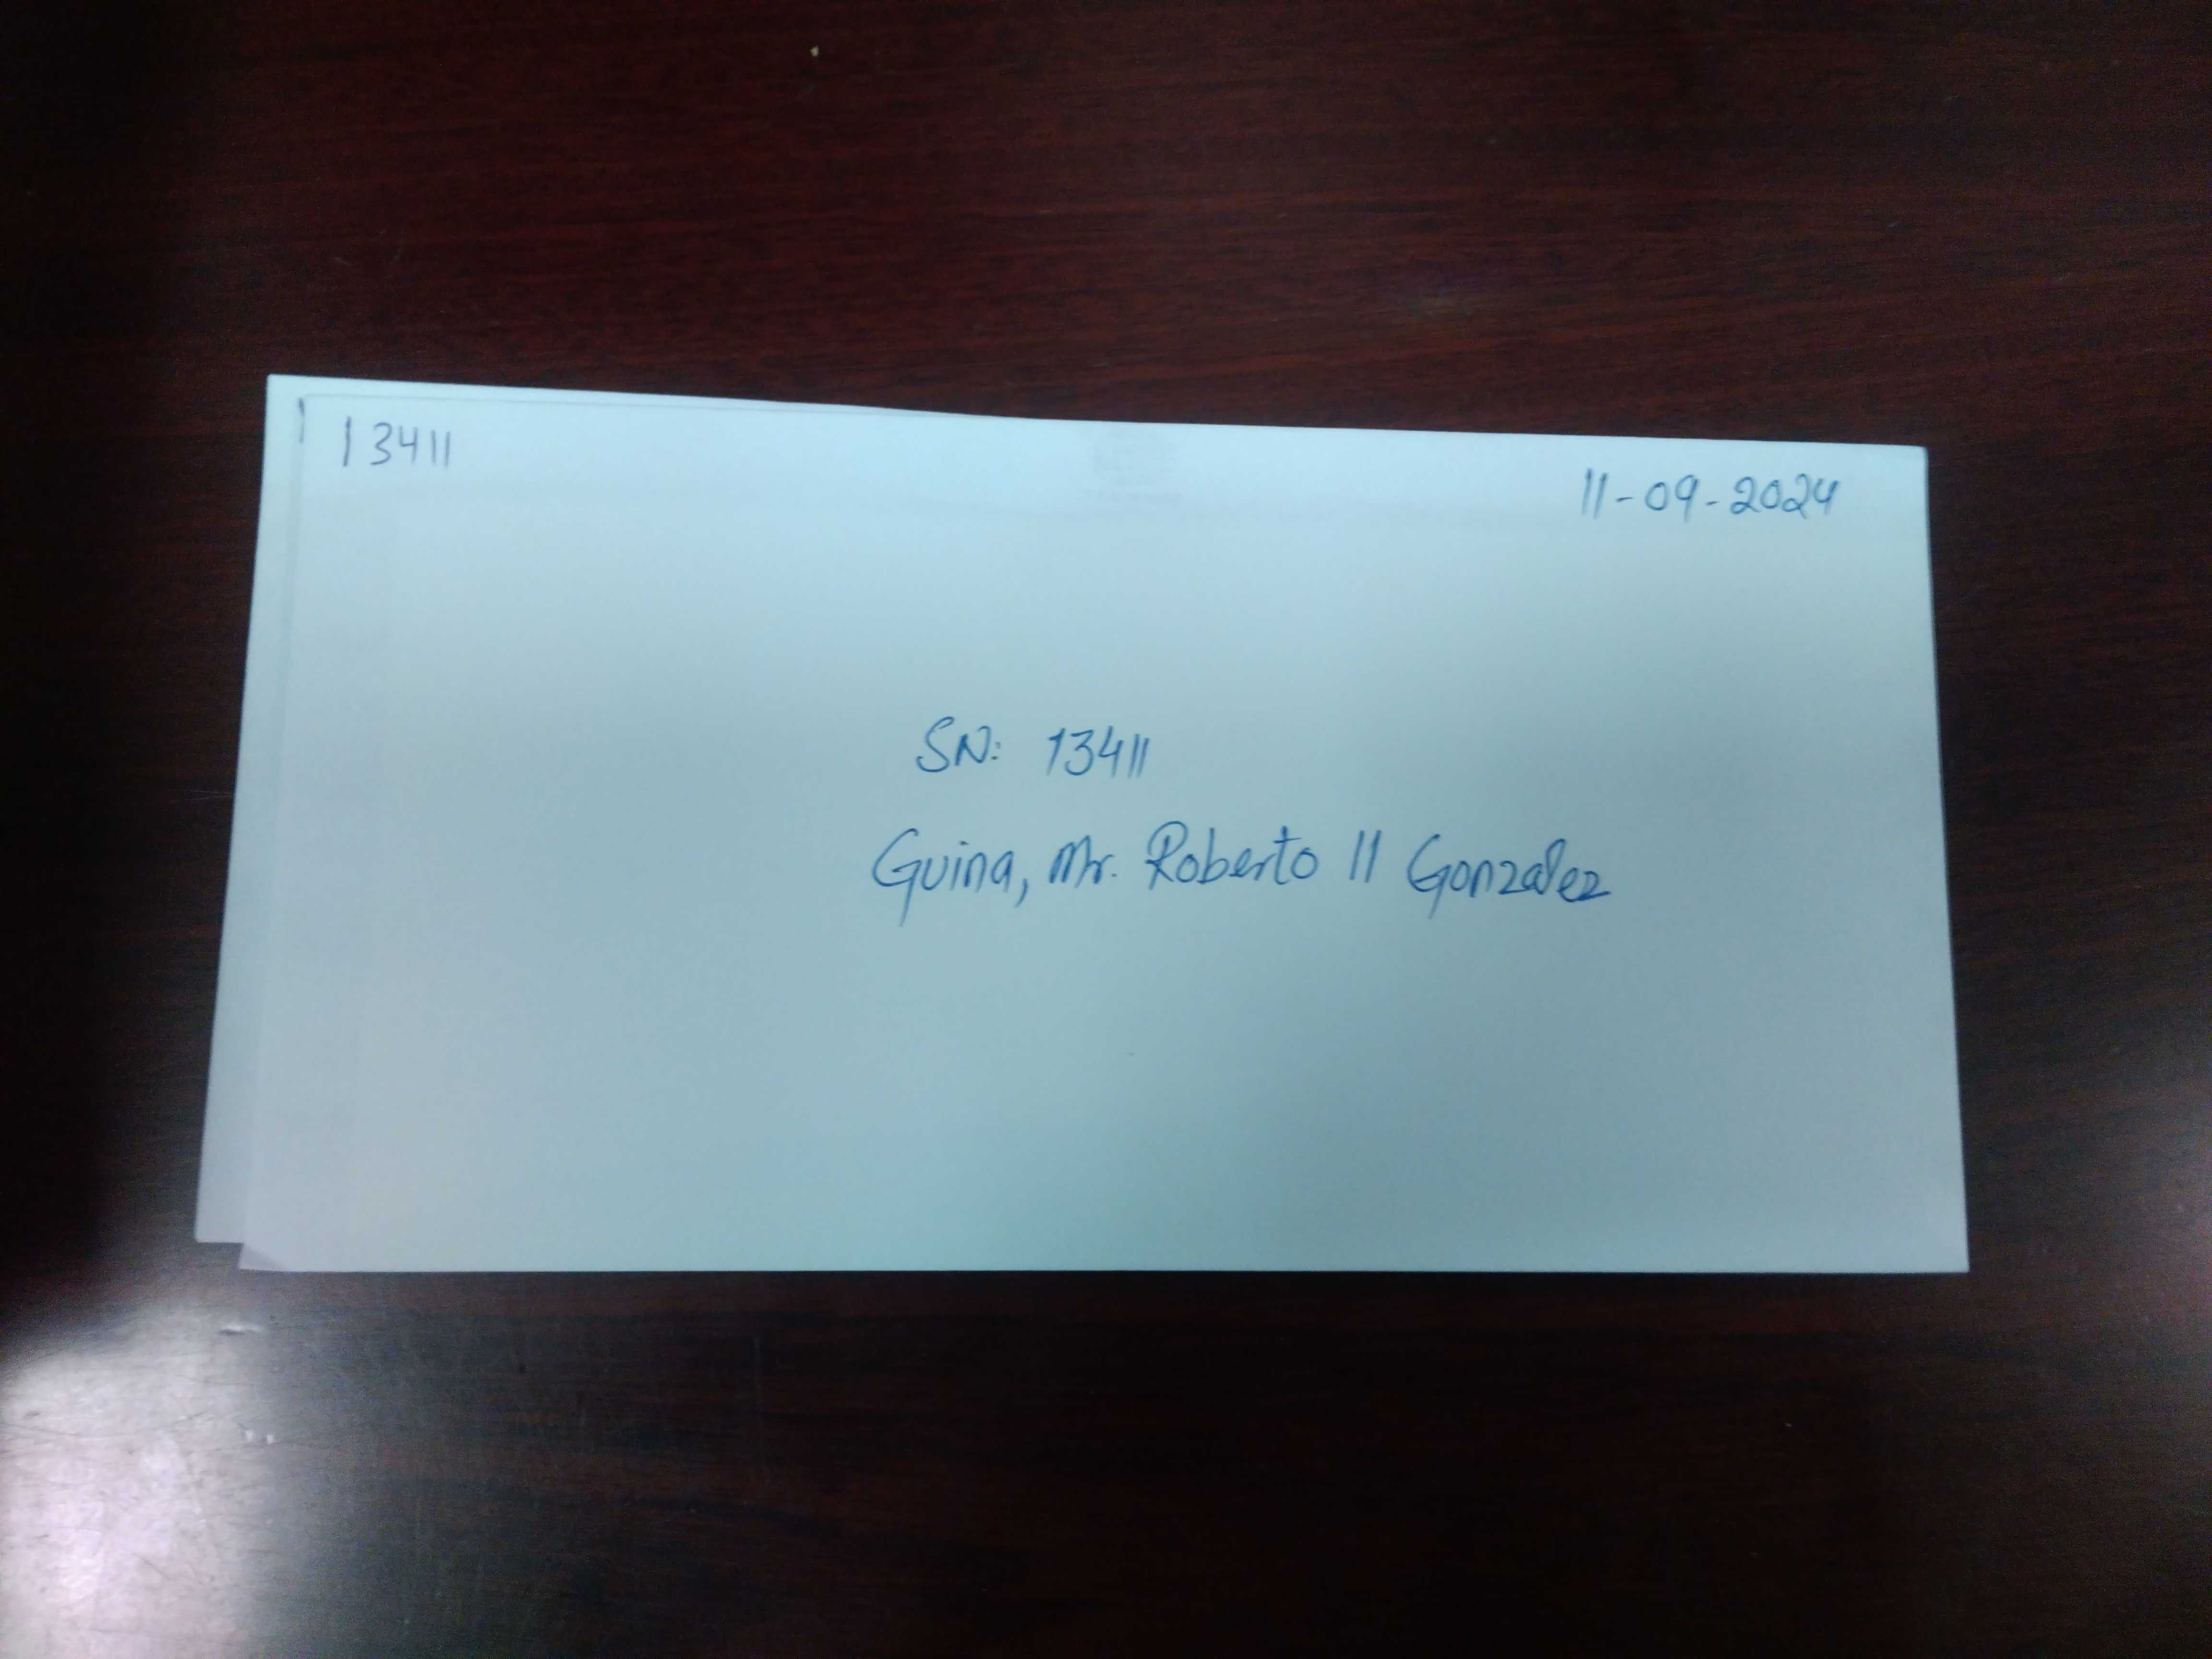 13411
11-09-2024
SN: 13411
Guina, Mr. Roberto II Gonzalez